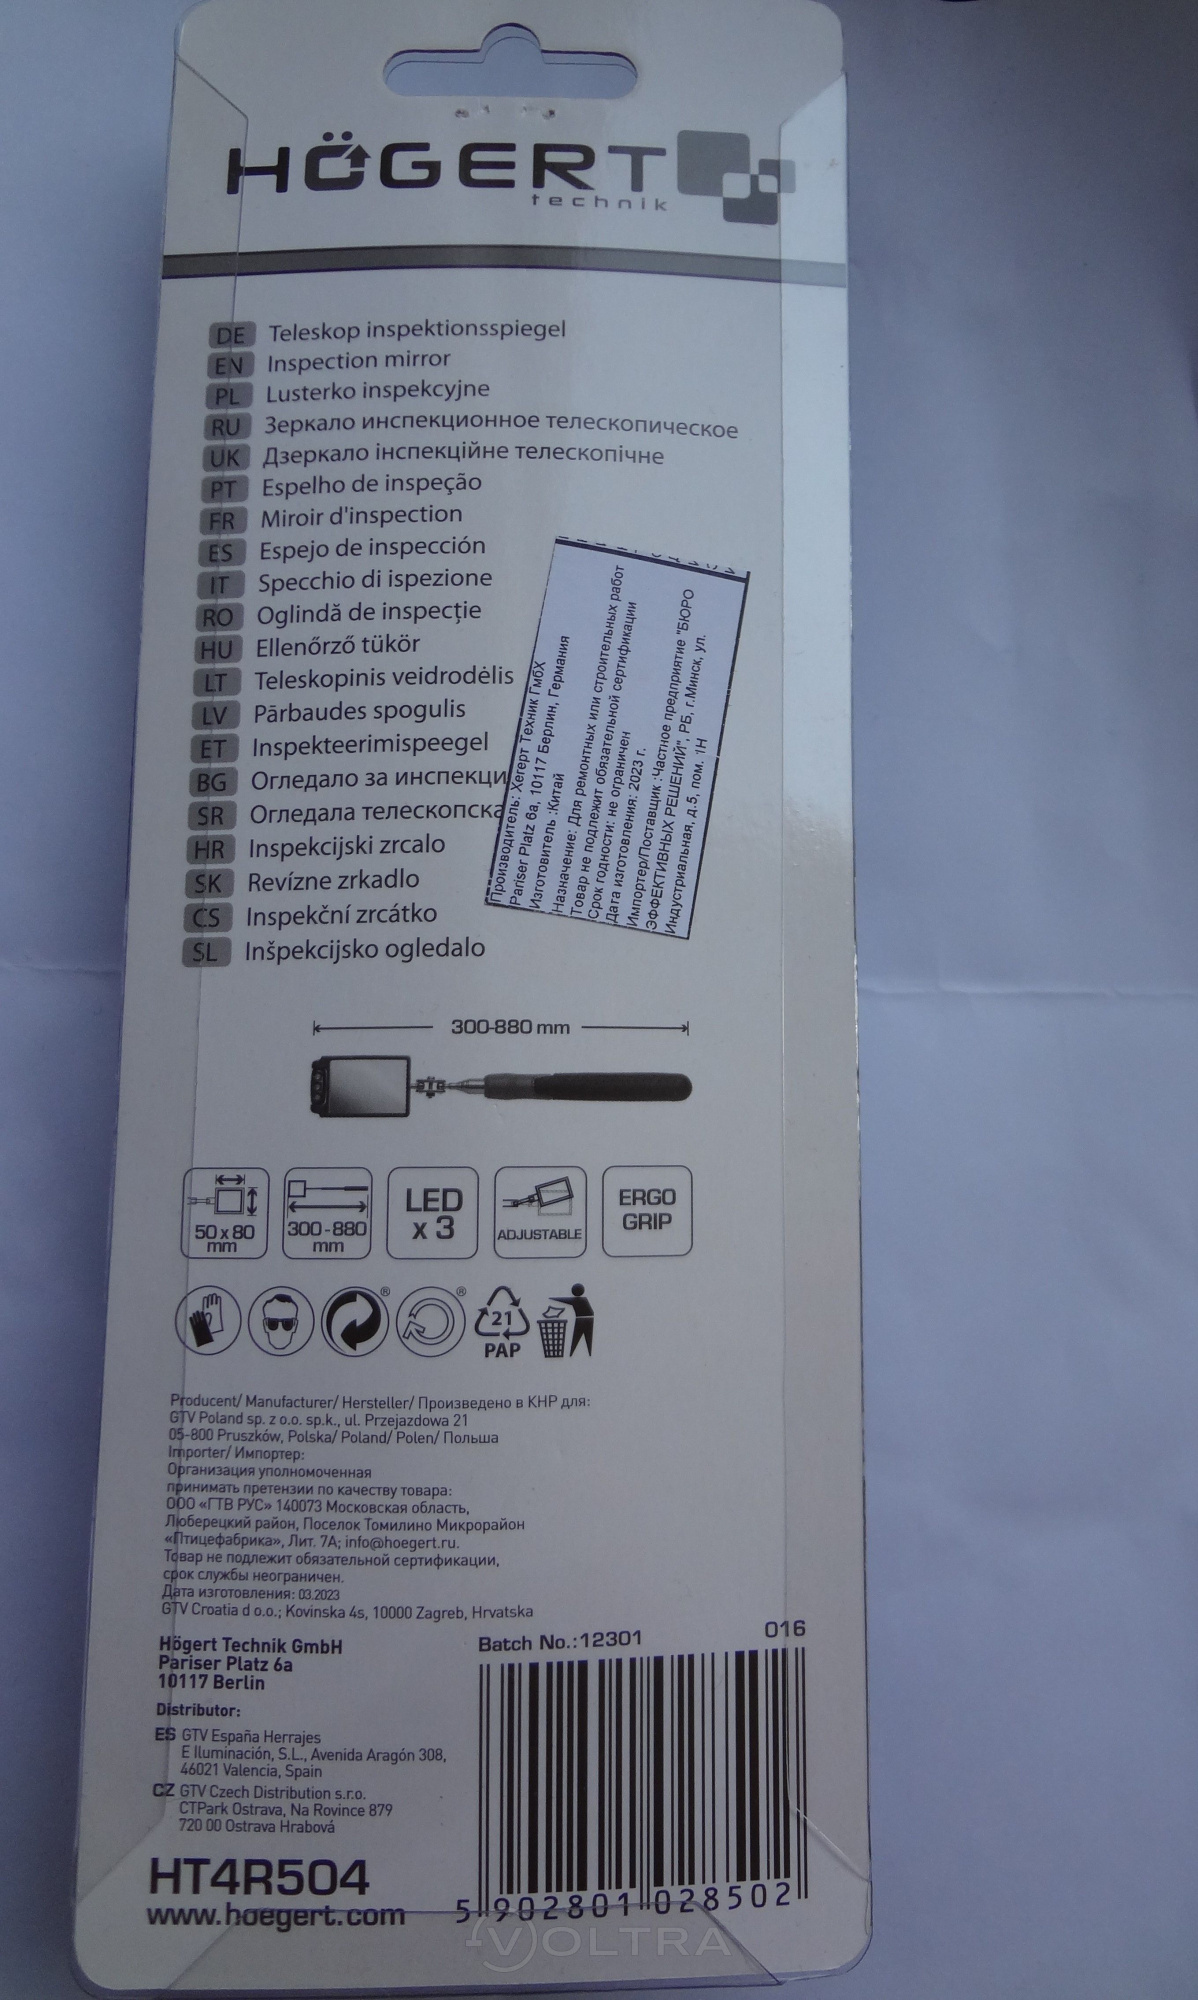 HÖGERT
technik
DE Teleskop inspektionsspiegel
EN Inspection mirror
PL Lusterko inspekcyjne
RU Зеркало инспекционное телескопическое
UK Дзеркало інспекційне телескопічне
PT Espelho de inspeção
FR Miroir d'inspection
ES Espejo de inspección
IT Specchio di ispezione
RO Oglindă de inspecție
HU Ellenőrző tükör
LT Teleskopinis veidrodėlis
LV Pārbaudes spogulis
ET Inspekteerimispeegel
BG Огледало за инспекци
SR Огледала телескопска
HR Inspekcijski zrcalo
SK Revízne zrkadlo
CS Inspekční zrcátko
SL Inšpekcijsko ogledalo
Производитель: Хегерт Техник ГмбХ
Pariser Platz 6a, 10117 Берлин, Германия
Изготовитель :Китай
Назначение: Для ремонтных или строительных работ
Товар не подлежит обязательной сертификации
Срок годности: не ограничен
Дата изготовления: 2023 г.
Импортер/Поставщик :Частное предприятие "БЮРО
ЭФФЕКТИВНЫХ РЕШЕНИЙ", РБ, г.Минск, ул.
Индустриальная, д.5, пом. 1Н
300-880 mm
50 x 80
mm
300-880
mm
LED
x 3
ADJUSTABLE
ERGO
GRIP
® ®
21
PAP
Producent/ Manufacturer/ Hersteller/ Произведено в КНР для:
GTV Poland sp. z o.o. sp.k., ul. Przejazdowa 21
05-800 Pruszków, Polska/ Poland/ Polen/ Польша
Importer/ Импортер:
Организация уполномоченная
принимать претензии по качеству товара:
ООО «ГТВ РУС» 140073 Московская область,
Люберецкий район, Поселок Томилино Микрорайон
«Птицефабрика», Лит. 7А; info@hoegert.ru.
Товар не подлежит обязательной сертификации,
срок службы неограничен.
Дата изготовления: 03.2023
GTV Croatia d o.o.; Kovinska 4s, 10000 Zagreb, Hrvatska
Högert Technik GmbH
Pariser Platz 6a
10117 Berlin
Distributor:
ES GTV España Herrajes
E Iluminación, S.L., Avenida Aragón 308,
46021 Valencia, Spain
CZ GTV Czech Distribution s.r.o.
CTPark Ostrava, Na Rovince 879
720 00 Ostrava Hrabová
HT4R504
www.hoegert.com
Batch No.:12301
016
5 902801 028502
VOLTRA